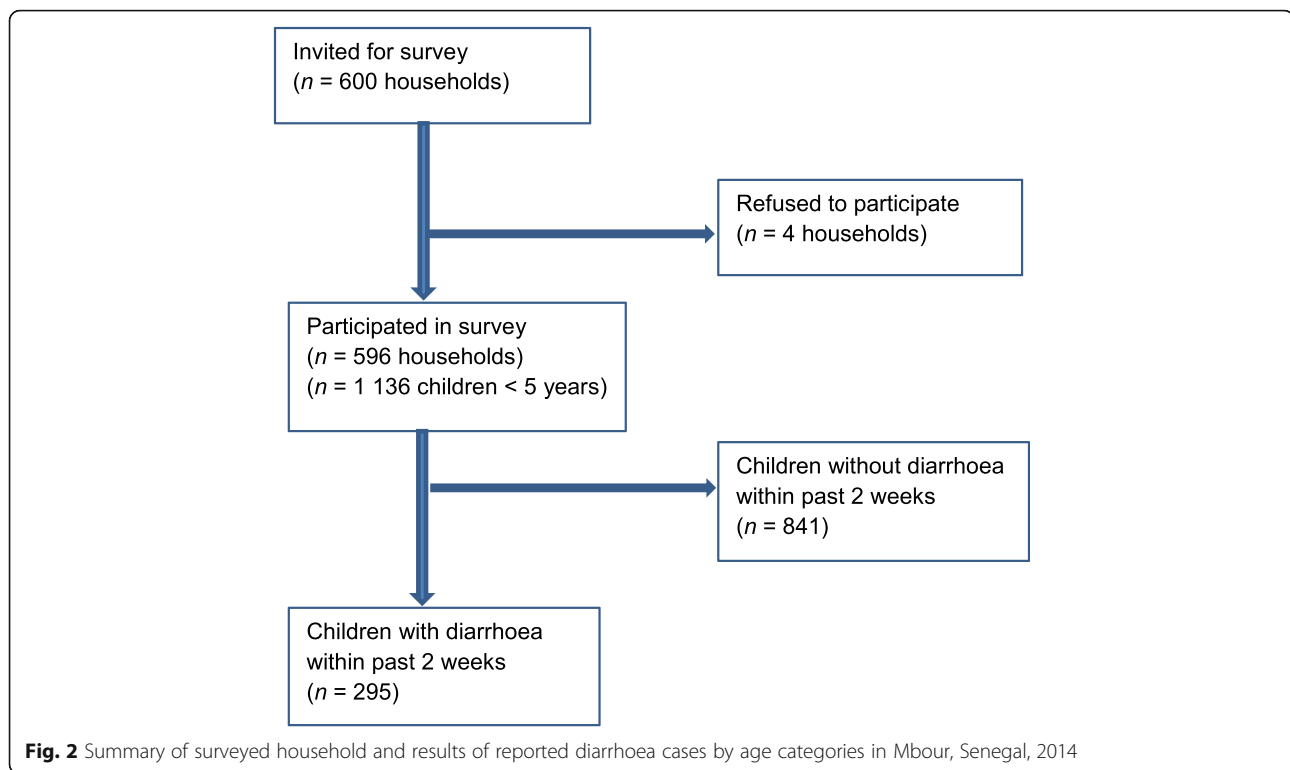 Invited for survey
(n = 600 households)
Refused to participate
(n = 4 households)
Participated in survey
(n = 596 households)
(n = 1 136 children < 5 years)
Children without diarrhoea
within past 2 weeks
(n = 841)
Children with diarrhoea
within past 2 weeks
(n = 295)
Fig. 2 Summary of surveyed household and results of reported diarrhoea cases by age categories in Mbour, Senegal, 2014